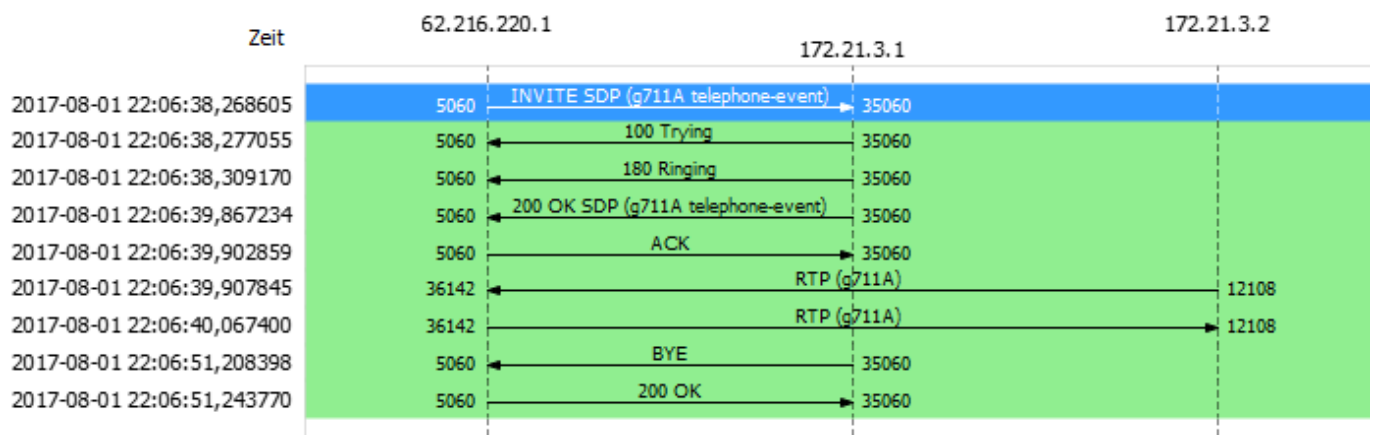 Zeit 62.216.220.1 172.21.3.1 172.21.3.2
2017-08-01 22:06:38,268605 5060 INVITE SDP (g711A telephone-event) 35060
2017-08-01 22:06:38,277055 5060 100 Trying 35060
2017-08-01 22:06:38,309170 5060 180 Ringing 35060
2017-08-01 22:06:39,867234 5060 200 OK SDP (g711A telephone-event) 35060
2017-08-01 22:06:39,902859 5060 ACK 35060
2017-08-01 22:06:39,907845 36142 RTP (g711A) 12108
2017-08-01 22:06:40,067400 36142 RTP (g711A) 12108
2017-08-01 22:06:51,208398 5060 BYE 35060
2017-08-01 22:06:51,243770 5060 200 OK 35060